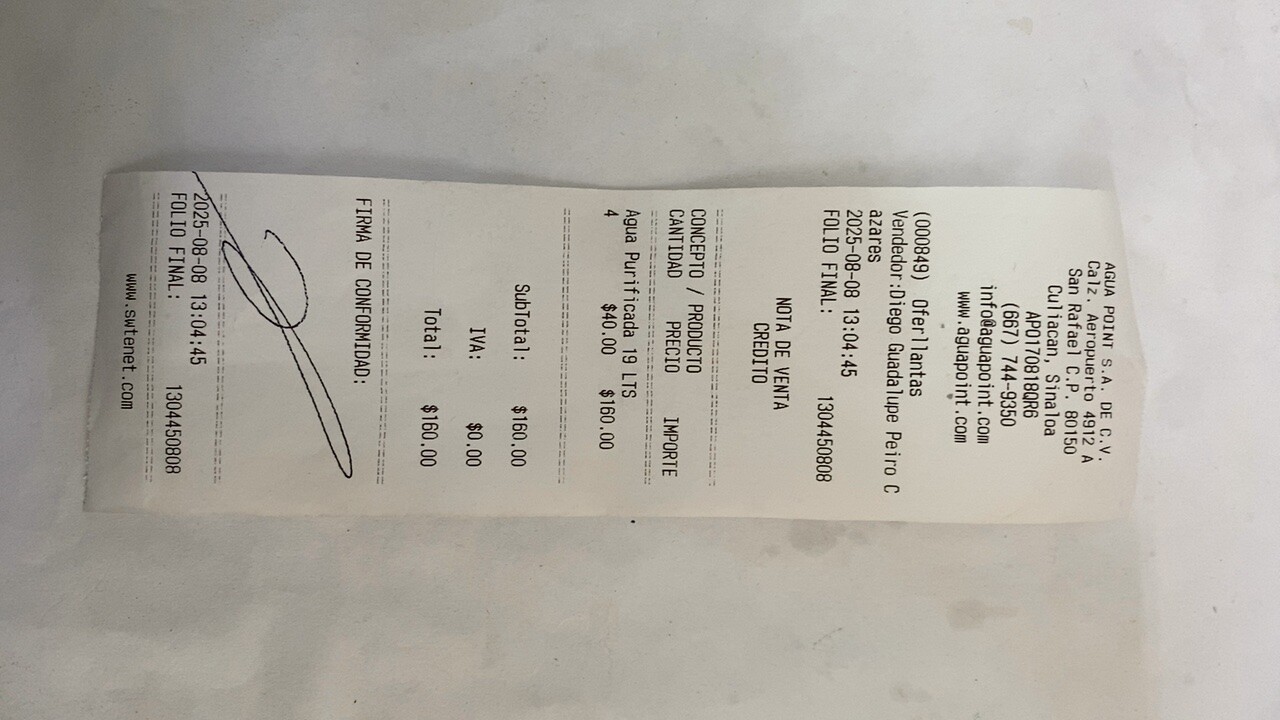 AGUA POINT S.A. DE C.V.
Calz. Aeropuerto 4912 A
San Rafael C.P. 80150
Culiacan, Sinaloa
APO170818QR6
(667) 744-9350
info@aguapoint.com
www.aguapoint.com
(000849) Oferllantas
Vendedor:Diego Guadalupe Peiro C
azares
2025-08-08 13:04:45
FOLIO FINAL: 1304450808
NOTA DE VENTA
CREDITO
CONCEPTO / PRODUCTO
CANTIDAD PRECIO IMPORTE
Agua Purificada 19 LTS
4 $40.00 $160.00
SubTotal: $160.00
IVA: $0.00
Total: $160.00
FIRMA DE CONFORMIDAD:
2025-08-08 13:04:45
FOLIO FINAL: 1304450808
www.swtenet.com